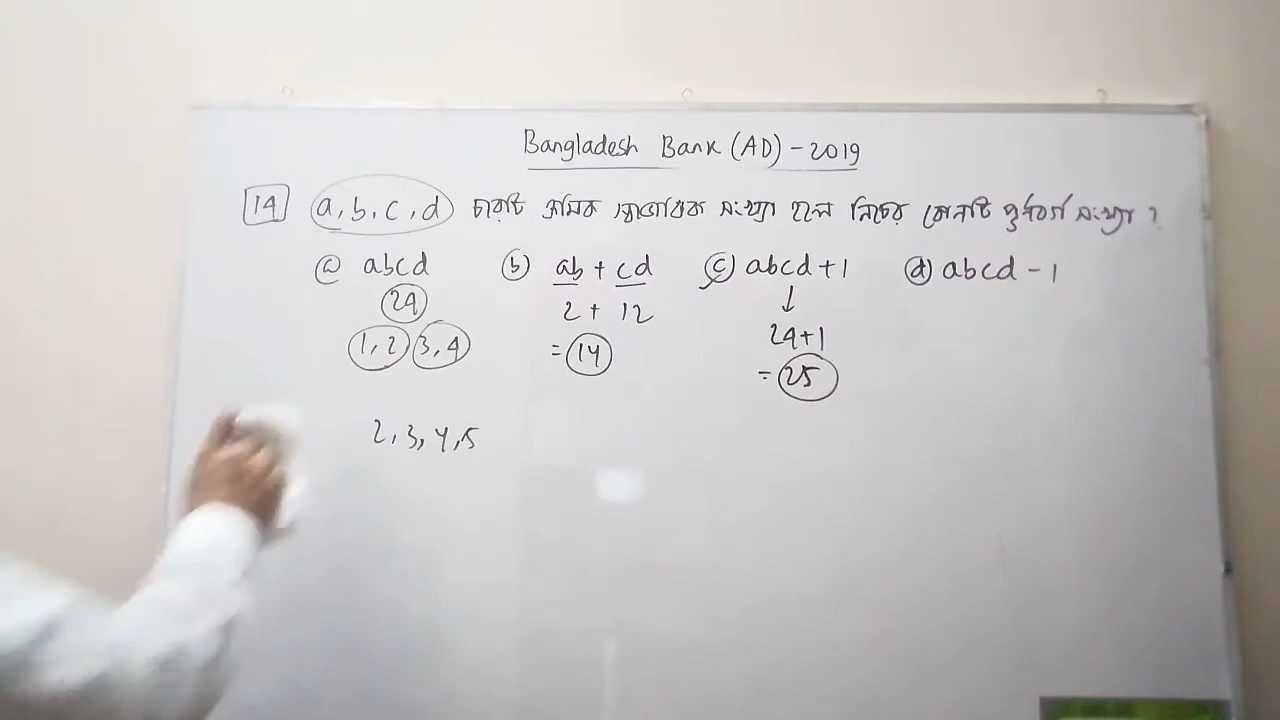 Bangladesh Bank (AD) - 2019
14 a, b, c, d চারটি ক্রমিক স্বাভাবিক সংখ্যা হলে নিচের কোনটি পূর্ণবর্গ সংখ্যা ?
(a) abcd (b) ab + cd (c) abcd + 1 (d) abcd - 1
24 2 + 12 ↓
1, 2 3, 4 = 14 24+1
= 25
2, 3, 4, 5